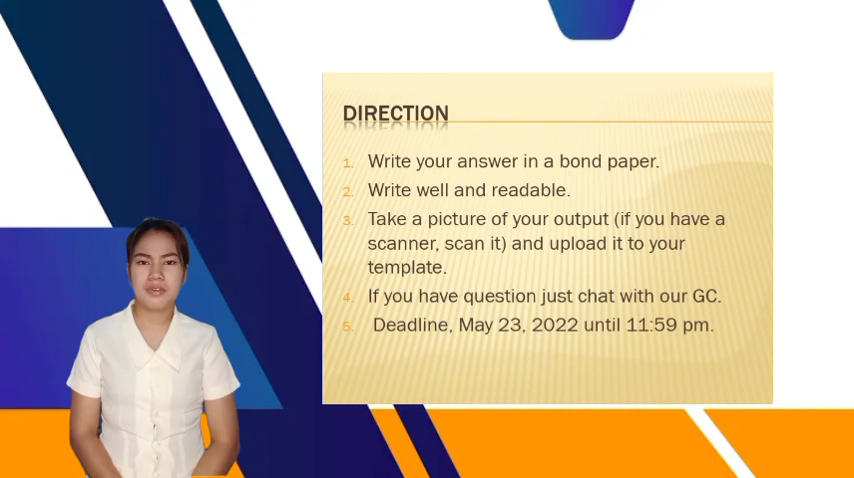 DIRECTION
1. Write your answer in a bond paper.
2. Write well and readable.
3. Take a picture of your output (if you have a
scanner, scan it) and upload it to your
template.
4. If you have question just chat with our GC.
5. Deadline, May 23, 2022 until 11:59 pm.